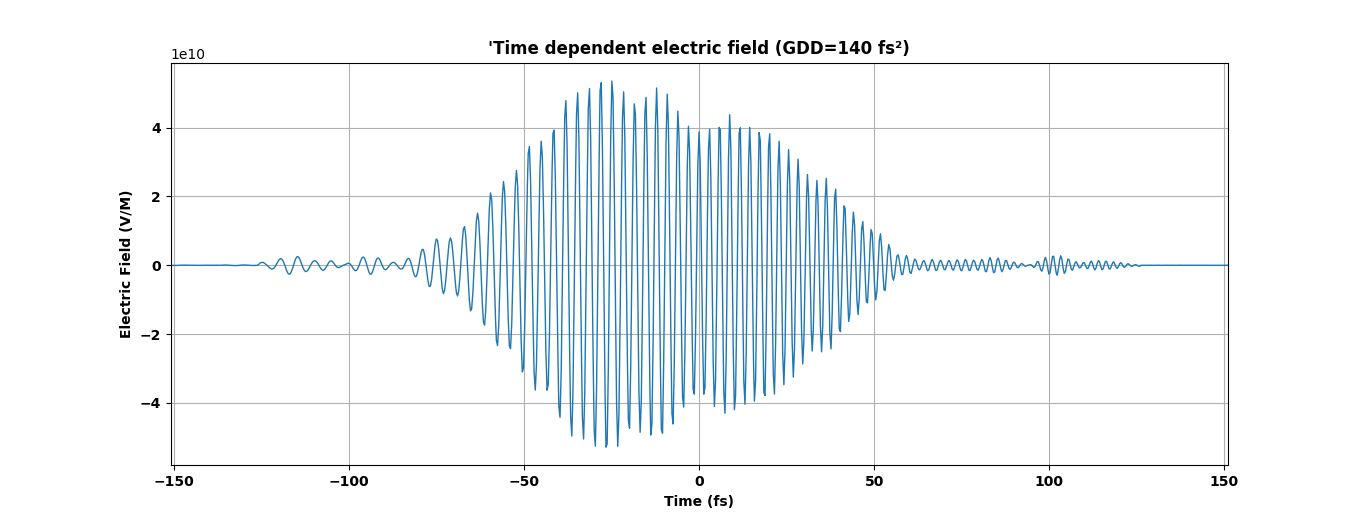 'Time dependent electric field (GDD=140 fs²)
1e10
4
2
0
−2
−4
Electric Field (V/M)
−150 −100 −50 0 50 100 150
Time (fs)